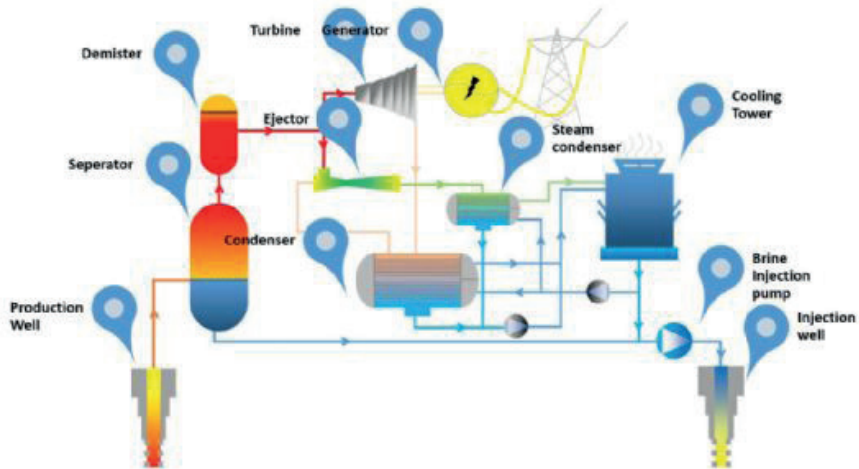 Turbine
Generator
Demister
Ejector
Cooling
Tower
Steam
condenser
Seperator
Condenser
Production
Well
Brine
Injection
pump
Injection
well